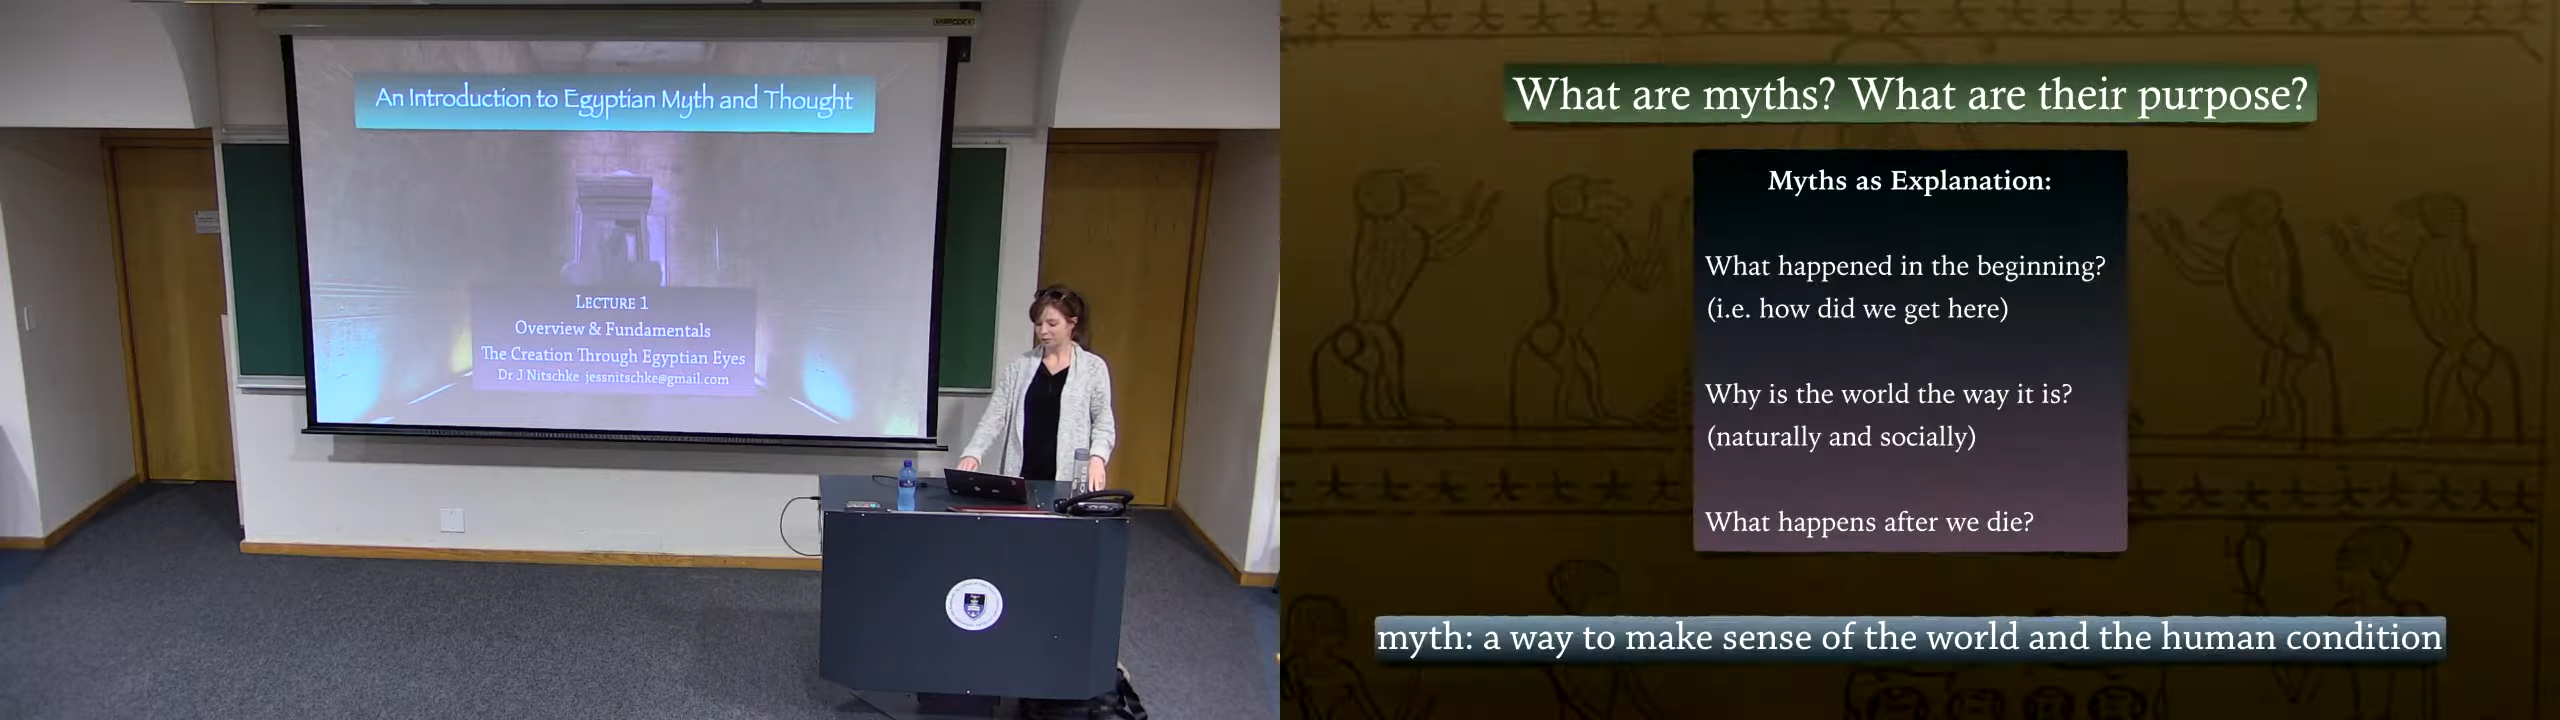 An Introduction to Egyptian Myth and Thought
LECTURE 1
Overview & Fundamentals
The Creation Through Egyptian Eyes
Dr J Nitschke jessnitschke@gmail.com
What are myths? What are their purpose?
Myths as Explanation:
What happened in the beginning?
(i.e. how did we get here)
Why is the world the way it is?
(naturally and socially)
What happens after we die?
myth: a way to make sense of the world and the human condition